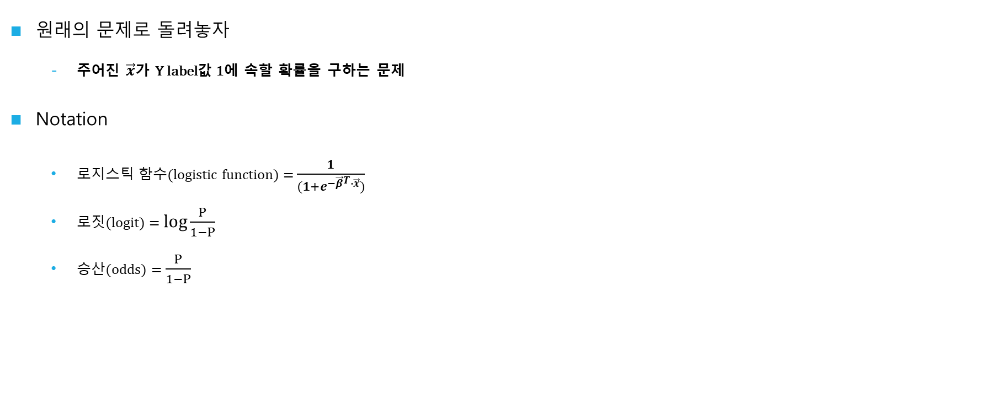 ■ 원래의 문제로 돌려놓자
- 주어진 $\vec{x}$가 Y label값 1에 속할 확률을 구하는 문제
■ Notation
• 로지스틱 함수(logistic function) = $\frac{1}{(1+e^{-\vec{\beta}^T \cdot \vec{x}})}$
• 로짓(logit) = $\log\frac{P}{1-P}$
• 승산(odds) = $\frac{P}{1-P}$